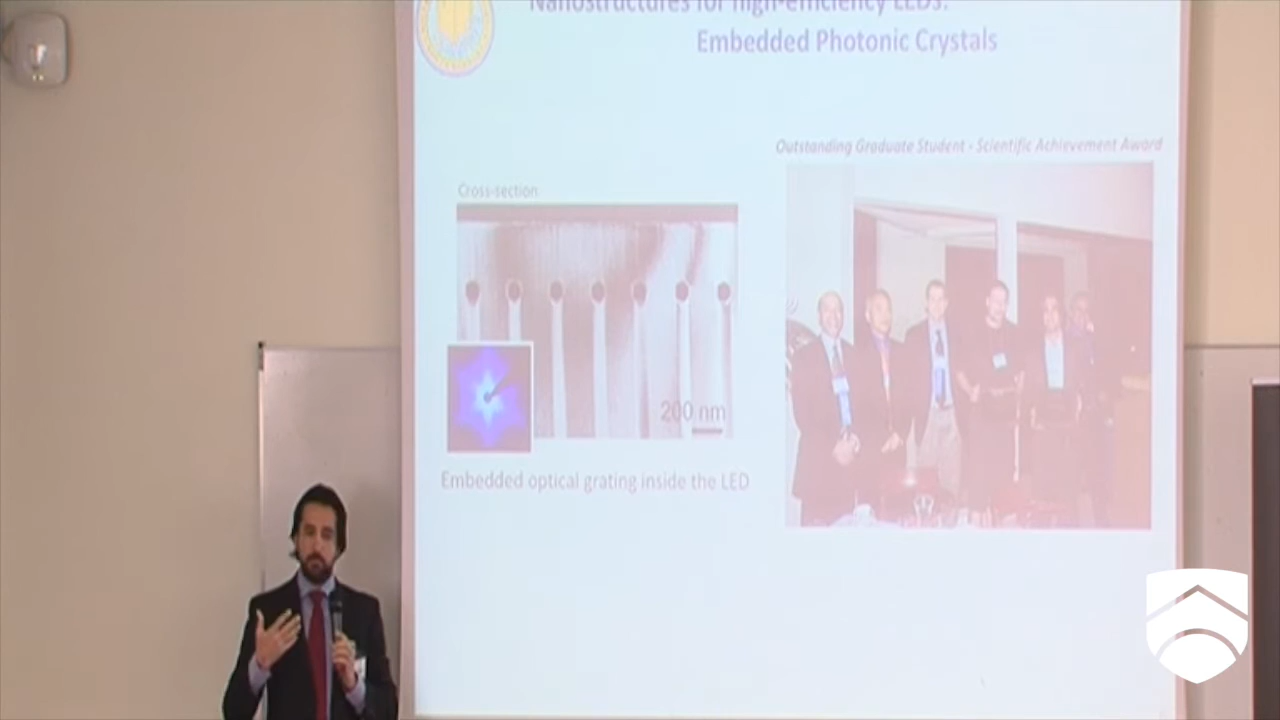 Nanostructures for high-efficiency LEDs:
Embedded Photonic Crystals
Outstanding Graduate Student - Scientific Achievement Award
Cross-section
200 nm
Embedded optical grating inside the LED